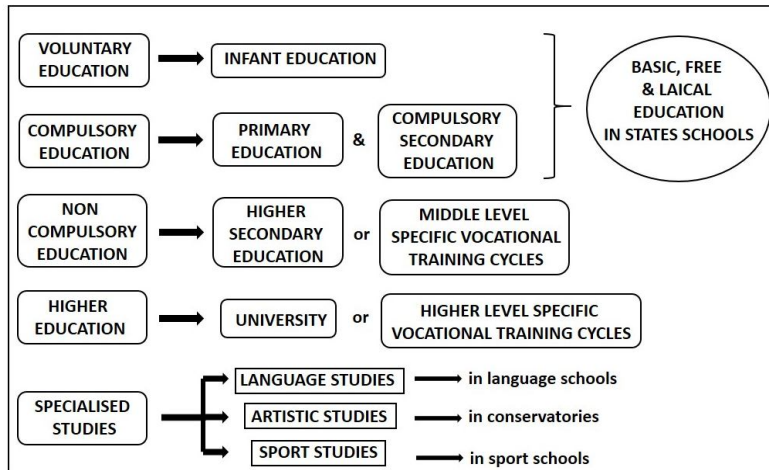 VOLUNTARY
EDUCATION
INFANT EDUCATION
BASIC, FREE
& LAICAL
EDUCATION
IN STATES SCHOOLS
COMPULSORY
EDUCATION
PRIMARY
EDUCATION
&
COMPULSORY
SECONDARY
EDUCATION
NON
COMPULSORY
EDUCATION
HIGHER
SECONDARY
EDUCATION
or
MIDDLE LEVEL
SPECIFIC VOCATIONAL
TRAINING CYCLES
HIGHER
EDUCATION
UNIVERSITY
or
HIGHER LEVEL SPECIFIC
VOCATIONAL TRAINING CYCLES
SPECIALISED
STUDIES
LANGUAGE STUDIES
in language schools
ARTISTIC STUDIES
in conservatories
SPORT STUDIES
in sport schools